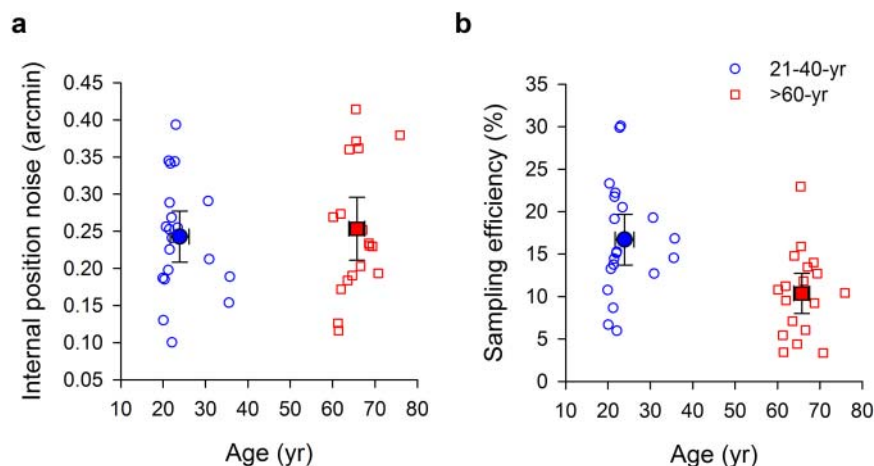 a
Internal position noise (arcmin)
0.45
0.40
0.35
0.30
0.25
0.20
0.15
0.10
0.05
10 20 30 40 50 60 70 80
Age (yr)
b
21-40-yr
>60-yr
Sampling efficiency (%)
35
30
25
20
15
10
5
0
10 20 30 40 50 60 70 80
Age (yr)